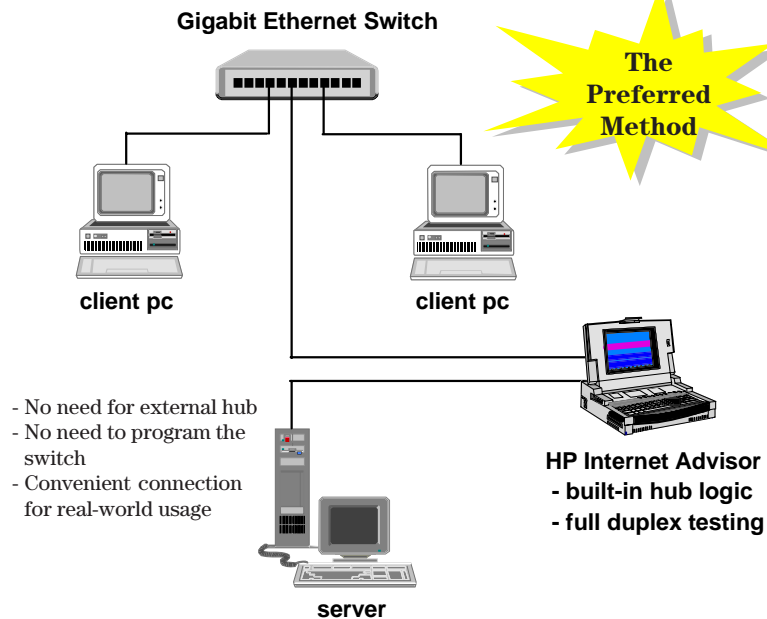 Gigabit Ethernet Switch
The
Preferred
Method
client pc
client pc
- No need for external hub
- No need to program the
switch
- Convenient connection
for real-world usage
HP Internet Advisor
- built-in hub logic
- full duplex testing
server